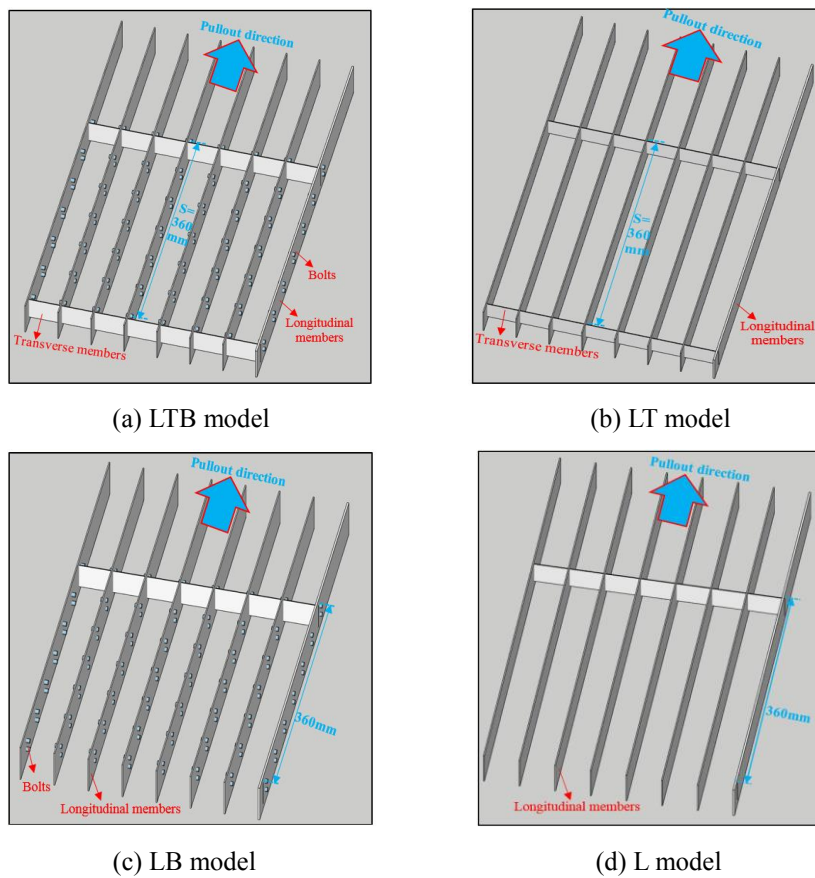 Pullout direction
S=
360
mm
Bolts
Longitudinal
members
Transverse members
(a) LTB model
Pullout direction
S=
360
mm
Longitudinal
members
Transverse members
(b) LT model
Pullout direction
360mm
Bolts
Longitudinal members
(c) LB model
Pullout direction
360mm
Longitudinal members
(d) L model